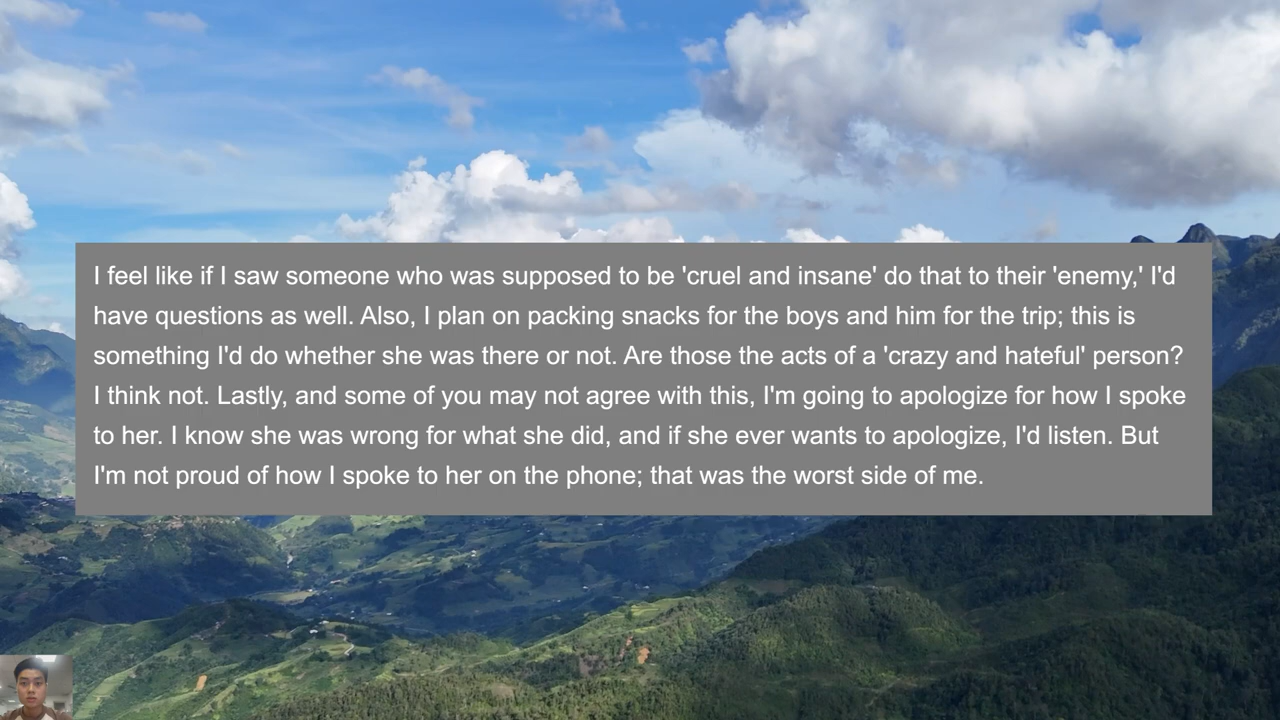 I feel like if I saw someone who was supposed to be 'cruel and insane' do that to their 'enemy,' I'd
have questions as well. Also, I plan on packing snacks for the boys and him for the trip; this is
something I'd do whether she was there or not. Are those the acts of a 'crazy and hateful' person?
I think not. Lastly, and some of you may not agree with this, I'm going to apologize for how I spoke
to her. I know she was wrong for what she did, and if she ever wants to apologize, I'd listen. But
I'm not proud of how I spoke to her on the phone; that was the worst side of me.